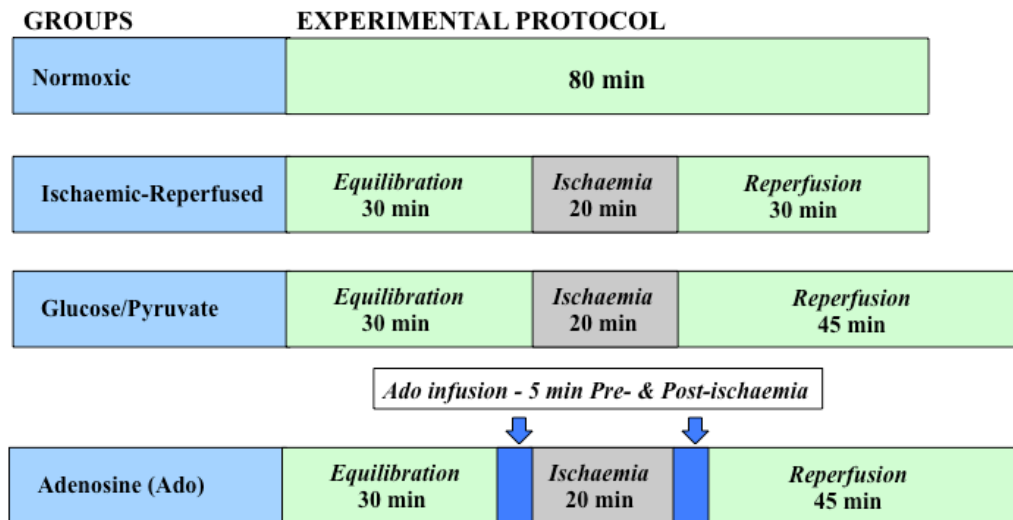 GROUPS EXPERIMENTAL PROTOCOL
Normoxic 80 min
Ischaemic-Reperfused
Equilibration
30 min
Ischaemia
20 min
Reperfusion
30 min
Glucose/Pyruvate
Equilibration
30 min
Ischaemia
20 min
Reperfusion
45 min
Ado infusion - 5 min Pre- & Post-ischaemia
Adenosine (Ado)
Equilibration
30 min
Ischaemia
20 min
Reperfusion
45 min